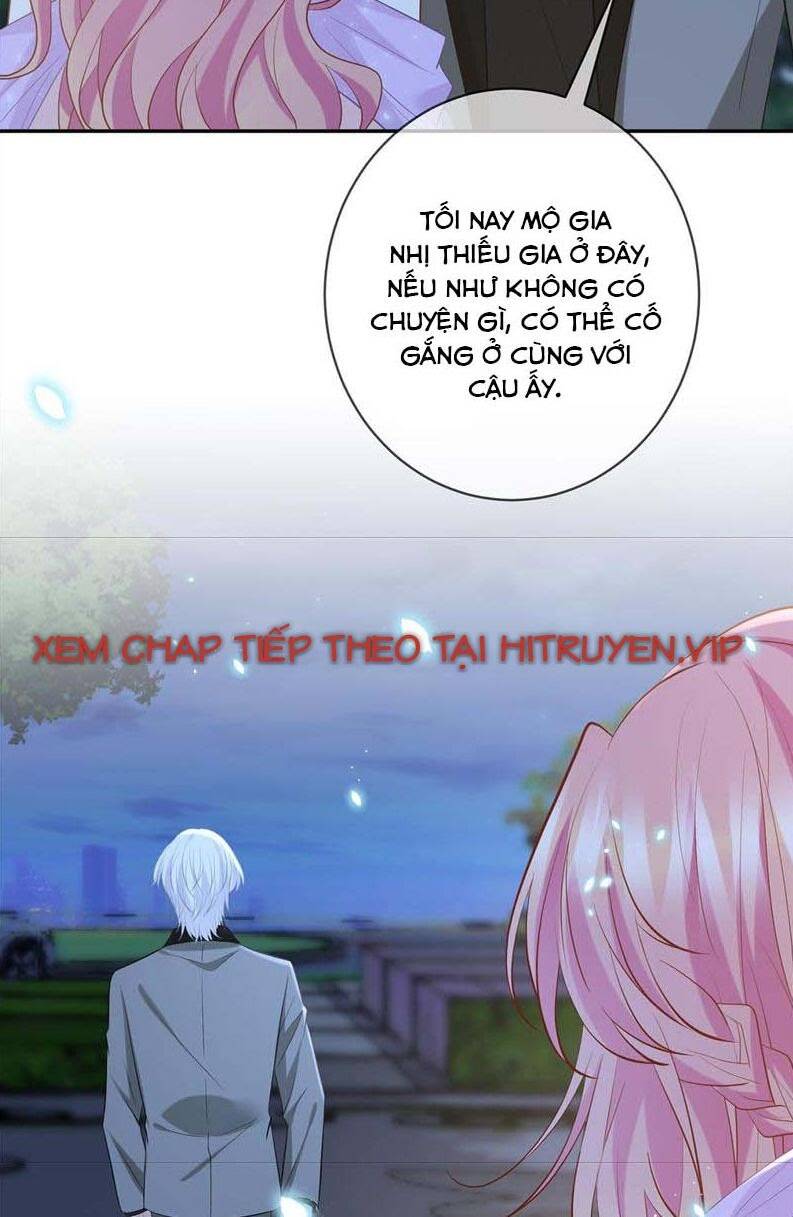 TỐI NAY MỘ GIA
NHỊ THIẾU GIA Ở ĐÂY,
NẾU NHƯ KHÔNG CÓ
CHUYỆN GÌ, CÓ THỂ CỐ
GẮNG Ở CÙNG VỚI
CẬU ẤY.
XEM CHAP TIẾP THEO TẠI HITRUYEN.VIP